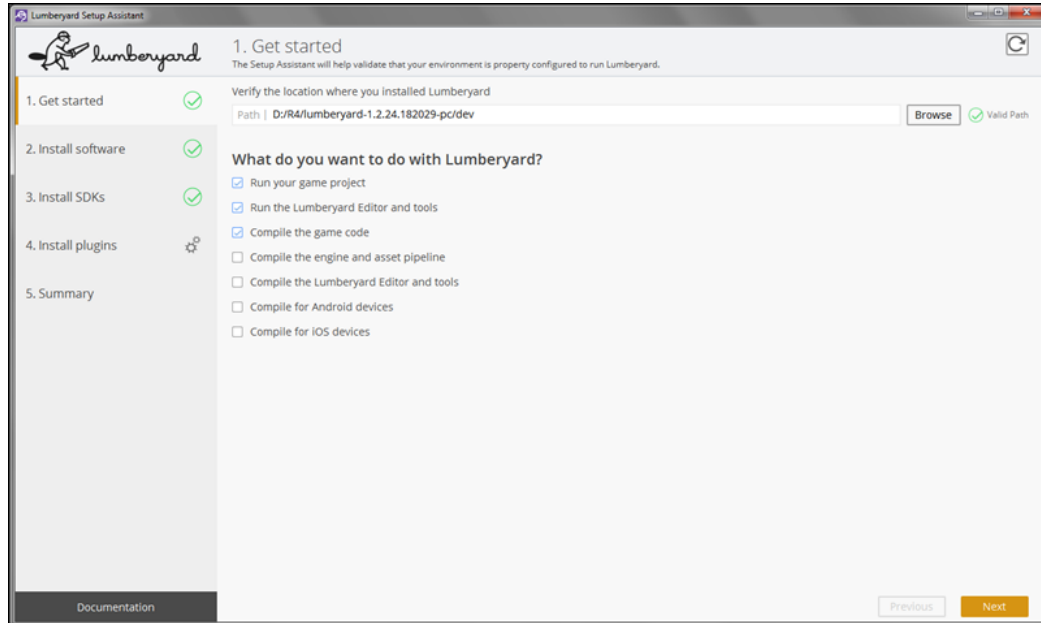 Lumberyard Setup Assistant
lumberyard
1. Get started
The Setup Assistant will help validate that your environment is property configured to run Lumberyard.
1. Get started
2. Install software
3. Install SDKs
4. Install plugins
5. Summary
Documentation
Verify the location where you installed Lumberyard
Path | D:/R4/lumberyard-1.2.24.182029-pc/dev
Browse
Valid Path
What do you want to do with Lumberyard?
Run your game project
Run the Lumberyard Editor and tools
Compile the game code
Compile the engine and asset pipeline
Compile the Lumberyard Editor and tools
Compile for Android devices
Compile for iOS devices
Previous
Next